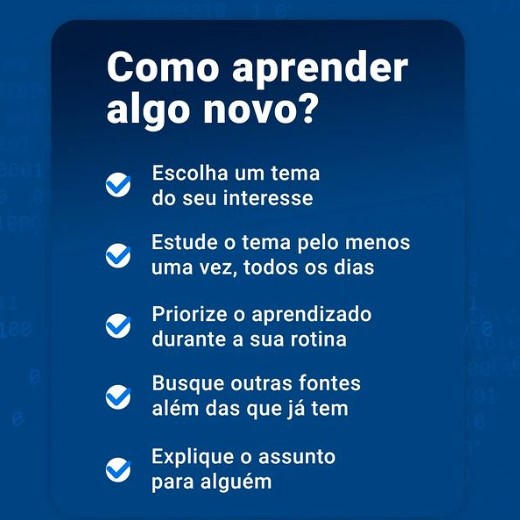 Como aprender
algo novo?
Escolha um tema
do seu interesse
Estude o tema pelo menos
uma vez, todos os dias
Priorize o aprendizado
durante a sua rotina
Busque outras fontes
além das que já tem
Explique o assunto
para alguém